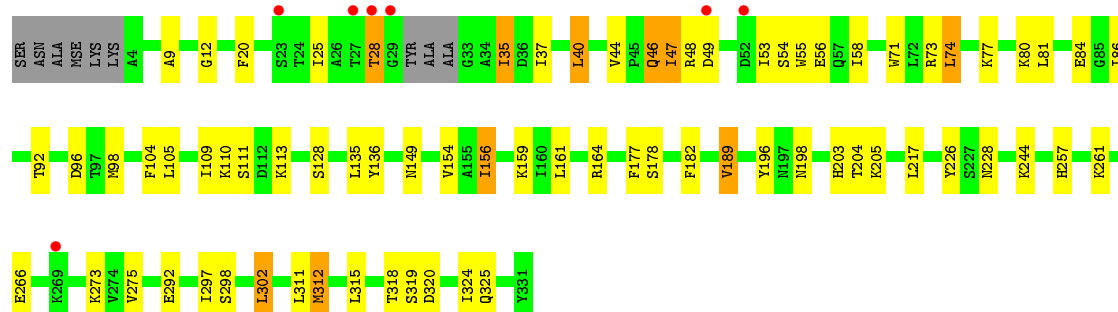 SER ASN ALA MSE LYS LYS A4 A9 G12 F20 S23 T24 I25 A26 T27 T28 G29 TYR ALA ALA G33 A34 I35 D36 I37 L40 V44 P45 Q46 I47 R48 D49 D52 I53 S54 W55 E56 Q57 I58 W71 L72 R73 L74 K77 K80 L81 E84 G85 I86
T92 D96 T97 M98 F104 L105 I109 K110 S111 D112 K113 S128 L135 Y136 N149 V154 A155 I156 K159 I160 L161 R164 F177 S178 F182 V189 Y196 N197 N198 H203 T204 K205 L217 Y226 S227 N228 K244 H257 K261
E266 K269 K273 V274 V275 E292 I297 S298 L302 L311 M312 L315 T318 S319 D320 I324 Q325 Y331